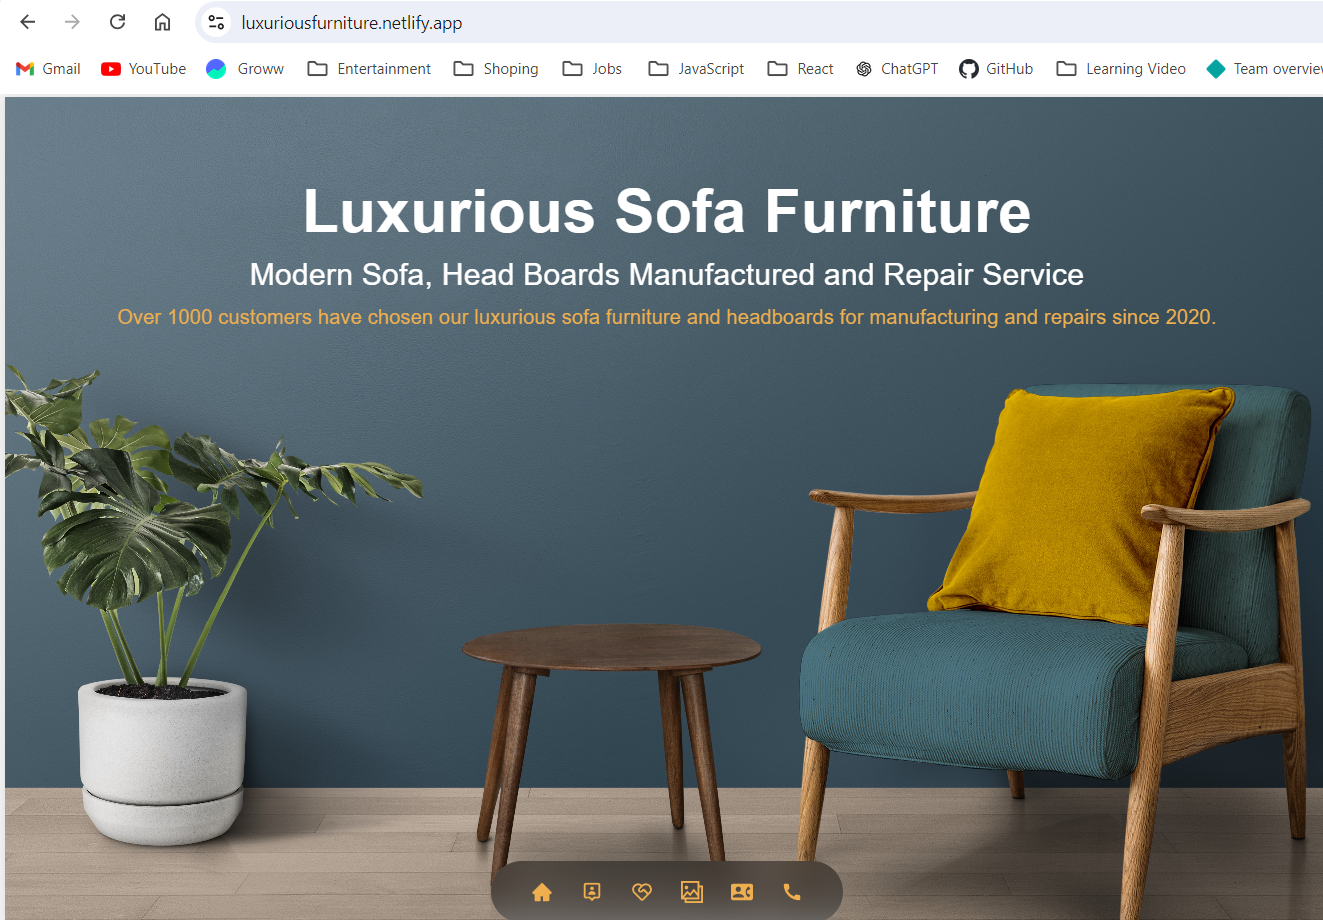 luxuriousfurniture.netlify.app
Gmail YouTube Groww Entertainment Shoping Jobs JavaScript React ChatGPT GitHub Learning Video Team overview
Luxurious Sofa Furniture
Modern Sofa, Head Boards Manufactured and Repair Service
Over 1000 customers have chosen our luxurious sofa furniture and headboards for manufacturing and repairs since 2020.